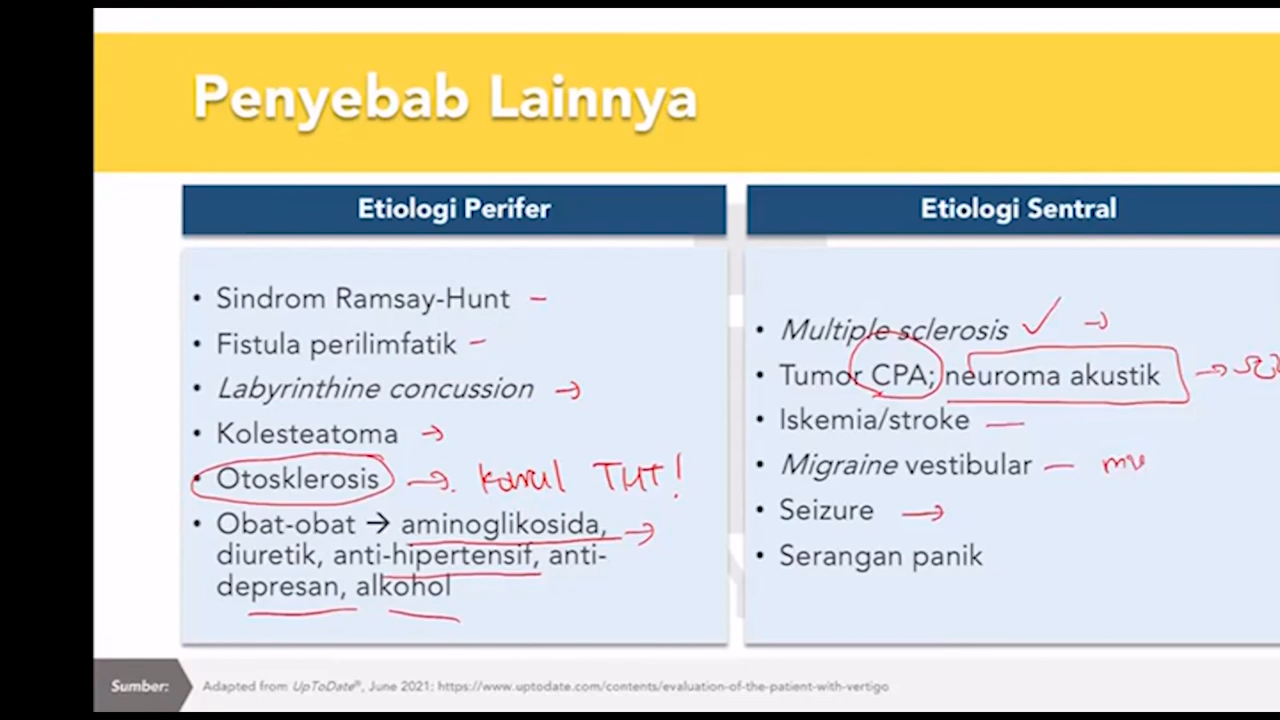 Penyebab Lainnya
Etiologi Perifer
• Sindrom Ramsay-Hunt
• Fistula perilimfatik
• Labyrinthine concussion
• Kolesteatoma
• Otosklerosis → THT!
• Obat-obat → aminoglikosida,
diuretik, anti-hipertensif, anti-
depresan, alkohol
Etiologi Sentral
• Multiple sclerosis
• Tumor CPA; neuroma akustik
• Iskemia/stroke
• Migraine vestibular
• Seizure
• Serangan panik
Sumber:
Adapted from UpToDate®, June 2021; https://www.uptodate.com/contents/evaluation-of-the-patient-with-vertigo